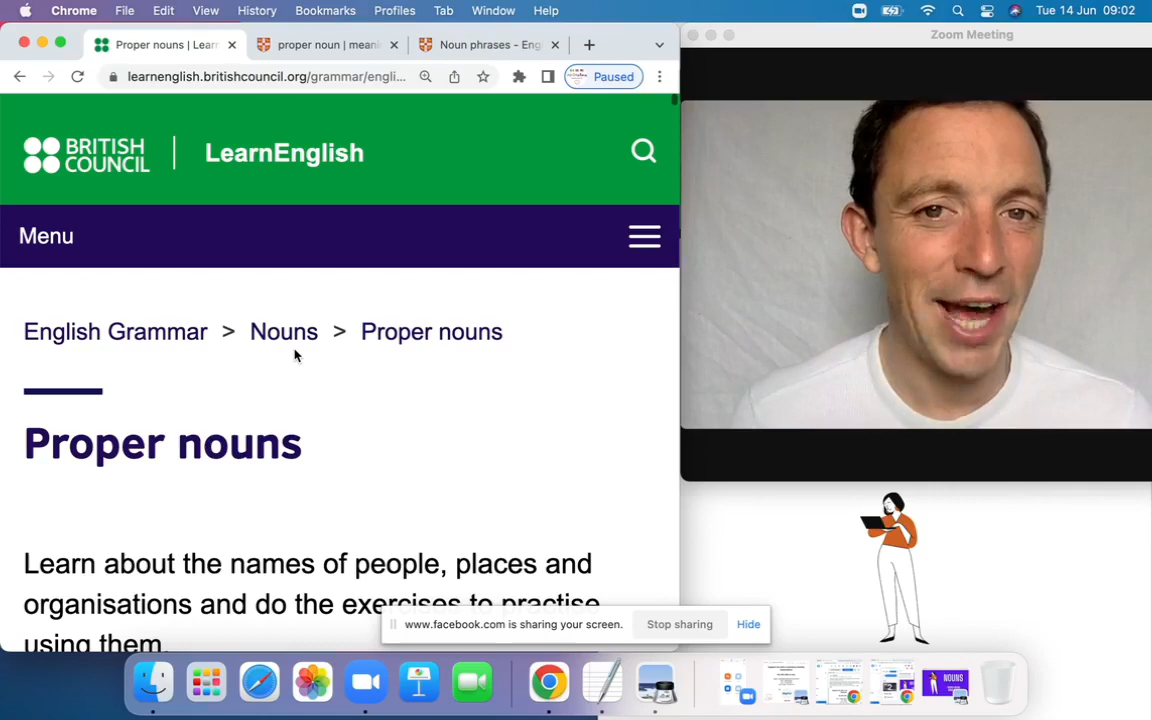 Chrome File Edit View History Bookmarks Profiles Tab Window Help Tue 14 Jun 09:02
Proper nouns | Lear
proper noun | meani
Noun phrases - Eng
Zoom Meeting
learnenglish.britishcouncil.org/grammar/engli...
Paused
BRITISH
COUNCIL
LearnEnglish
Menu
English Grammar > Nouns > Proper nouns
Proper nouns
Learn about the names of people, places and
organisations and do the exercises to practise
using them.
www.facebook.com is sharing your screen. Stop sharing Hide
NOUNS